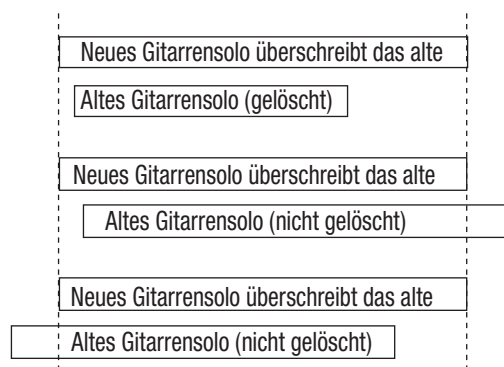 Neues Gitarrensolo überschreibt das alte
Altes Gitarrensolo (gelöscht)
Neues Gitarrensolo überschreibt das alte
Altes Gitarrensolo (nicht gelöscht)
Neues Gitarrensolo überschreibt das alte
Altes Gitarrensolo (nicht gelöscht)